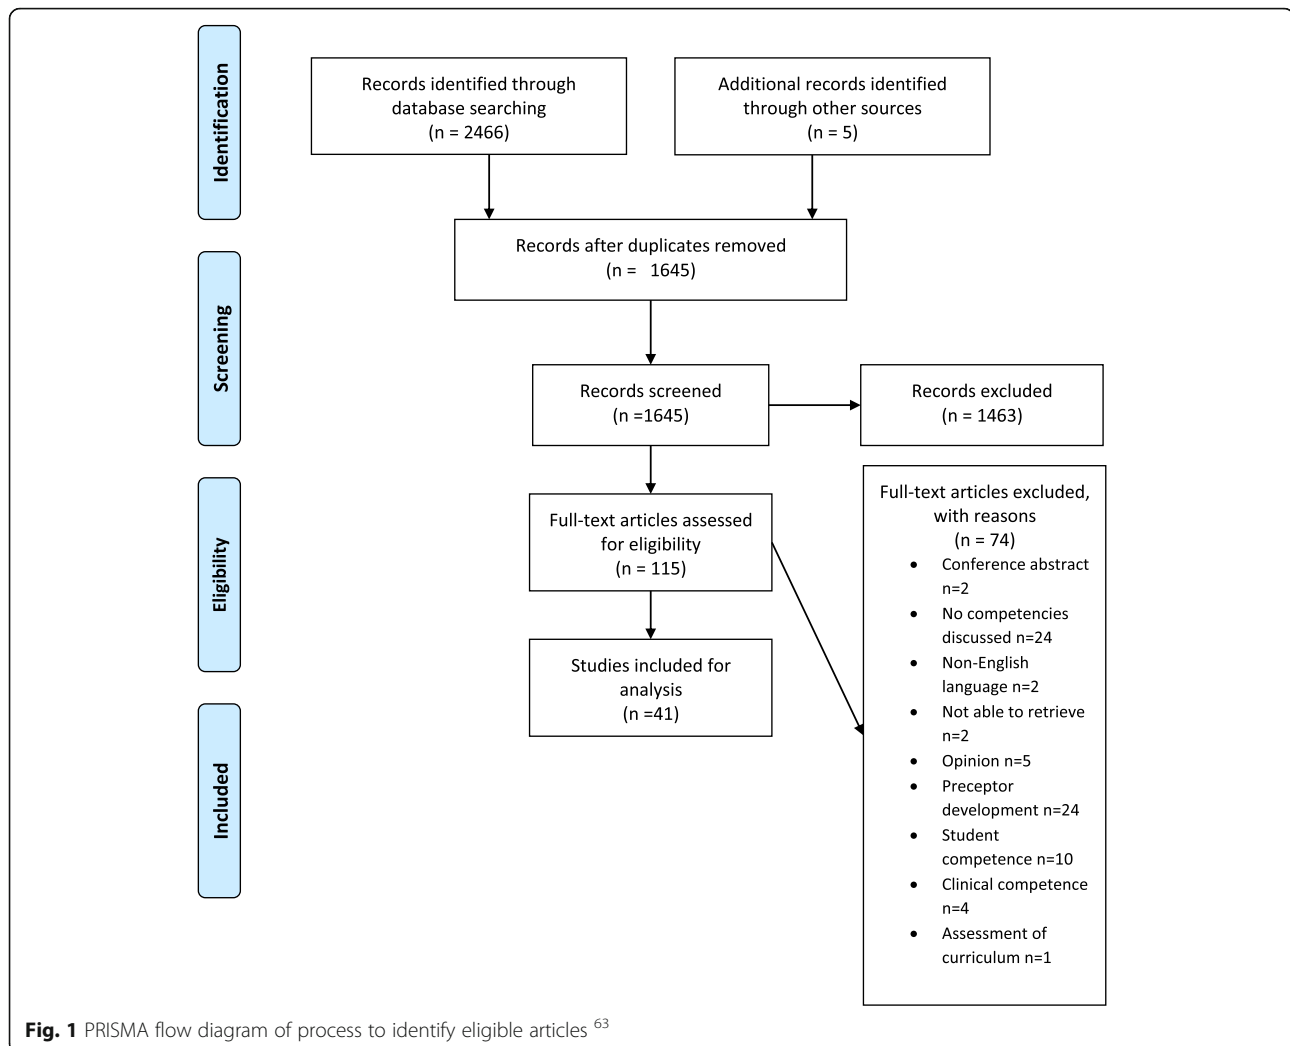 Identification
Records identified through
database searching
(n = 2466)
Additional records identified
through other sources
(n = 5)
Records after duplicates removed
(n =   1645)
Screening
Records screened
(n =1645)
Records excluded
(n = 1463)
Eligibility
Full-text articles assessed
for eligibility
(n = 115)
Full-text articles excluded,
with reasons
(n = 74)
• Conference abstract
n=2
• No competencies
discussed n=24
• Non-English
language n=2
• Not able to retrieve
n=2
• Opinion n=5
• Preceptor
development n=24
• Student
competence n=10
• Clinical competence
n=4
• Assessment of
curriculum n=1
Included
Studies included for
analysis
(n =41)
Fig. 1 PRISMA flow diagram of process to identify eligible articles 63